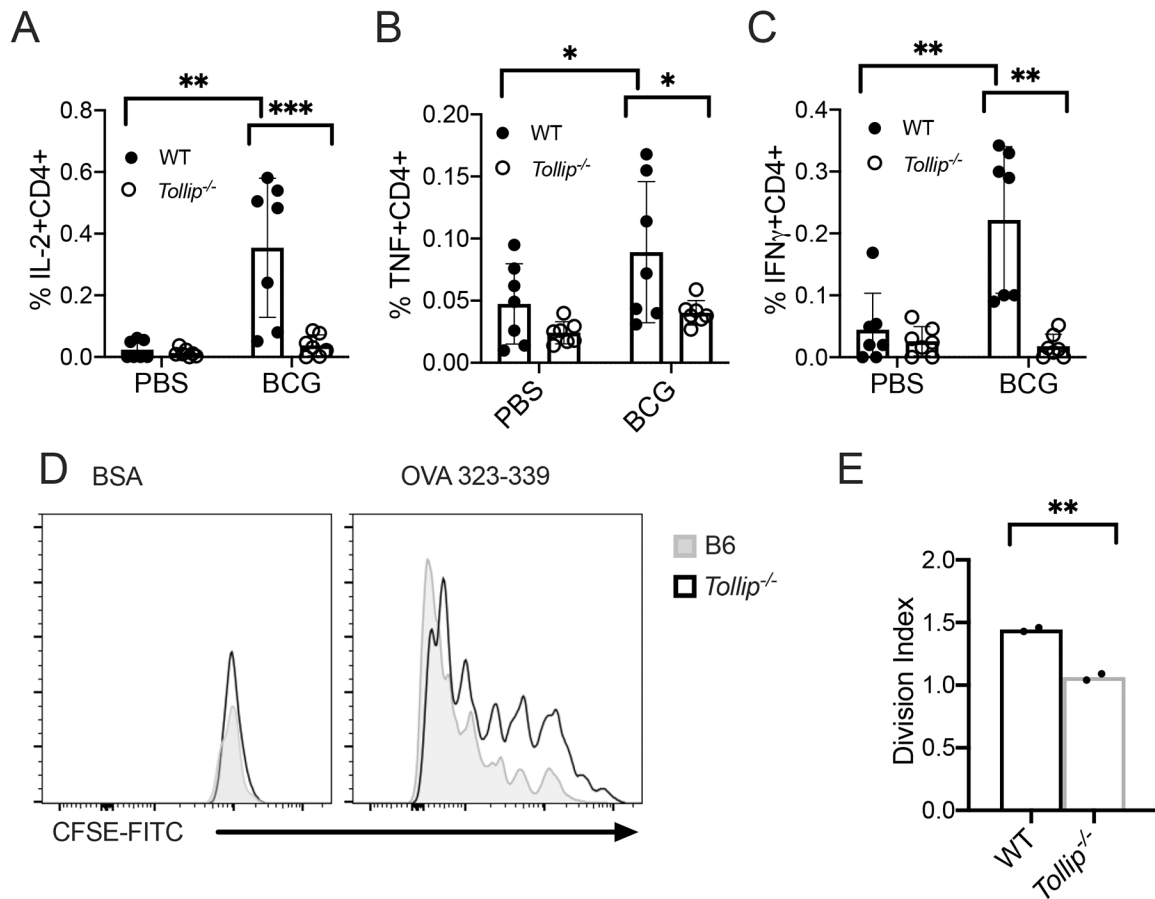 A
B
C
**
***
% IL-2+CD4+
0.8
0.6
0.4
0.2
0.0
WT
Tollip-/-
PBS
BCG
*
*
% TNF+CD4+
0.20
0.15
0.10
0.05
0.00
WT
Tollip-/-
PBS
BCG
**
**
% IFNγ+CD4+
0.4
0.3
0.2
0.1
0.0
WT
Tollip-/-
PBS
BCG
D
BSA
OVA 323-339
B6
Tollip-/-
CFSE-FITC
E
**
Division Index
2.0
1.5
1.0
0.5
0.0
WT
Tollip-/-